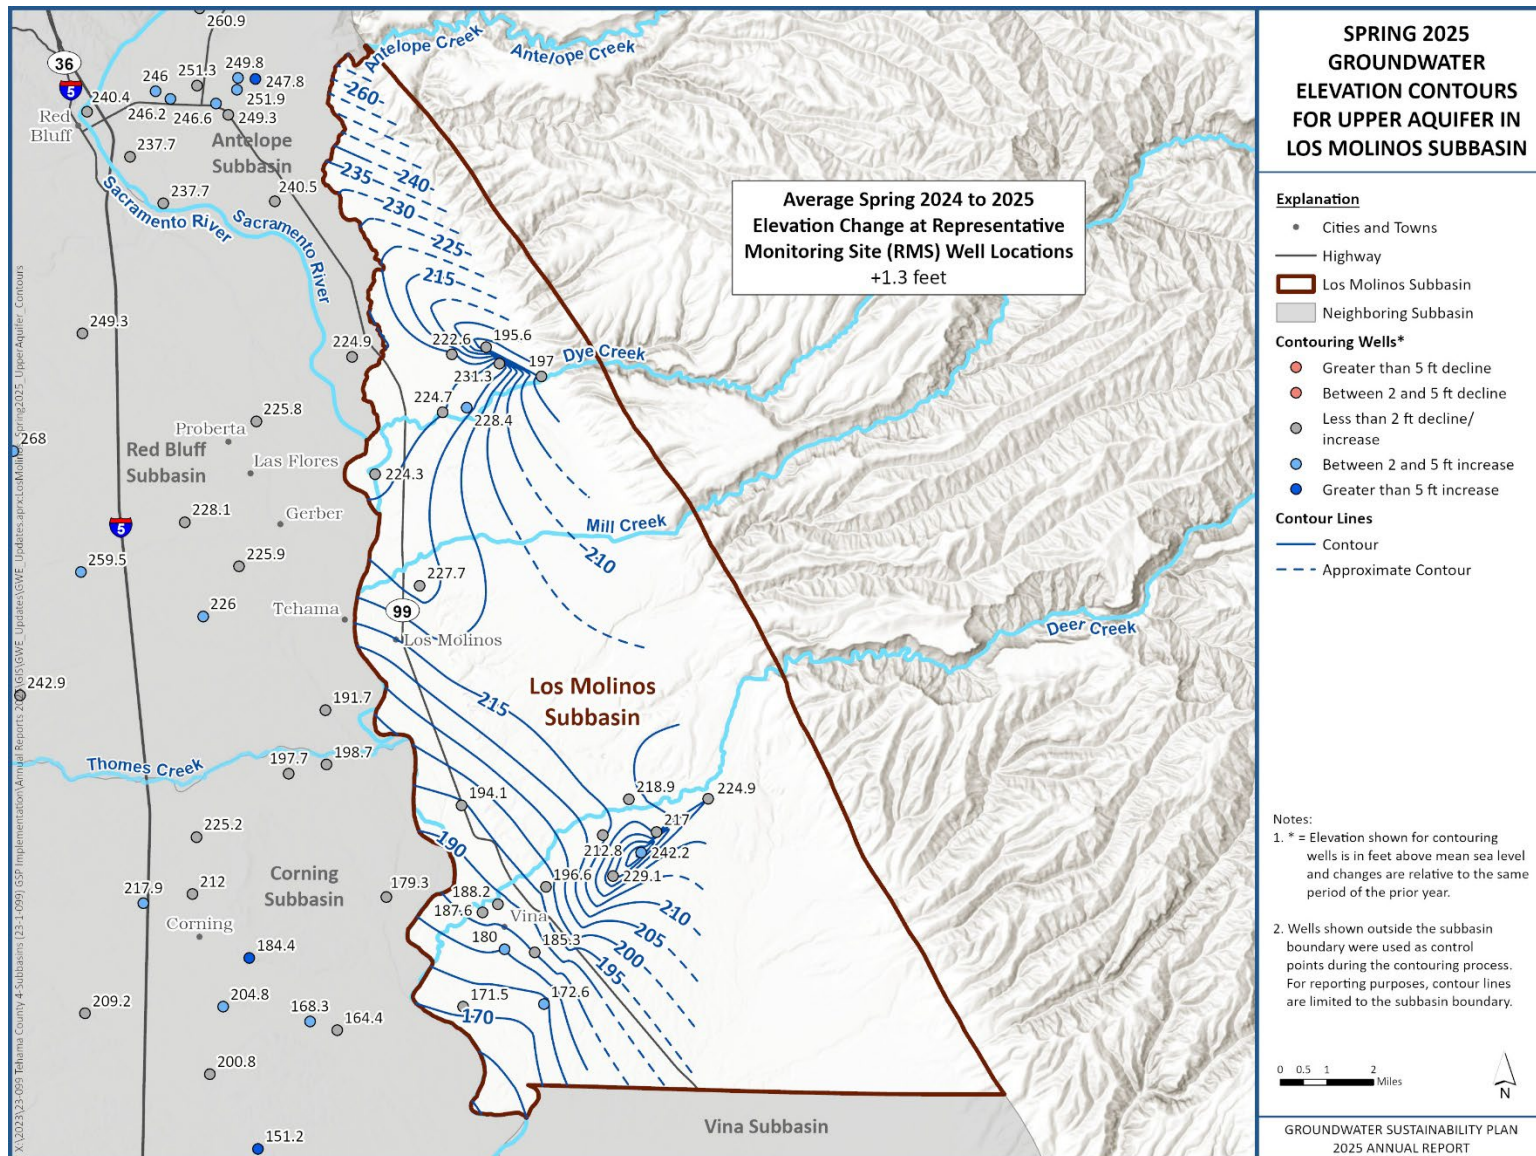 SPRING 2025
GROUNDWATER
ELEVATION CONTOURS
FOR UPPER AQUIFER IN
LOS MOLINOS SUBBASIN
Explanation
Cities and Towns
Highway
Los Molinos Subbasin
Neighboring Subbasin
Contouring Wells*
Greater than 5 ft decline
Between 2 and 5 ft decline
Less than 2 ft decline/
increase
Between 2 and 5 ft increase
Greater than 5 ft increase
Contour Lines
Contour
Approximate Contour
Notes:
1. * = Elevation shown for contouring
wells is in feet above mean sea level
and changes are relative to the same
period of the prior year.
2. Wells shown outside the subbasin
boundary were used as control
points during the contouring process.
For reporting purposes, contour lines
are limited to the subbasin boundary.
0 0.5 1 2
Miles
N
GROUNDWATER SUSTAINABILITY PLAN
2025 ANNUAL REPORT
Average Spring 2024 to 2025
Elevation Change at Representative
Monitoring Site (RMS) Well Locations
+1.3 feet
260.9
Antelope Creek
Antelope Creek
36
5
249.8
251.3
246
247.8
240.4
251.9
246.2
246.6
249.3
260
Red
Bluff
Antelope
Subbasin
237.7
235
240
237.7
240.5
Sacramento River
Sacramento River
230
225
215
249.3
224.9
222.6
195.6
231.3
197
Dye Creek
224.7
228.4
225.8
Proberta
268
Red Bluff
Subbasin
Las Flores
224.3
228.1
Gerber
5
Mill Creek
259.5
225.9
210
227.7
226
Tehama
99
Los Molinos
Deer Creek
242.9
191.7
215
Los Molinos
Subbasin
Thomes Creek
197.7
198.7
194.1
218.9
224.9
225.2
190
217
212.8
242.2
229.1
217.9
212
Corning
Subbasin
179.3
196.6
188.2
187.6
Vina
210
Corning
205
180
185.3
200
184.4
195
209.2
204.8
168.3
164.4
171.5
172.6
170
200.8
151.2
Vina Subbasin